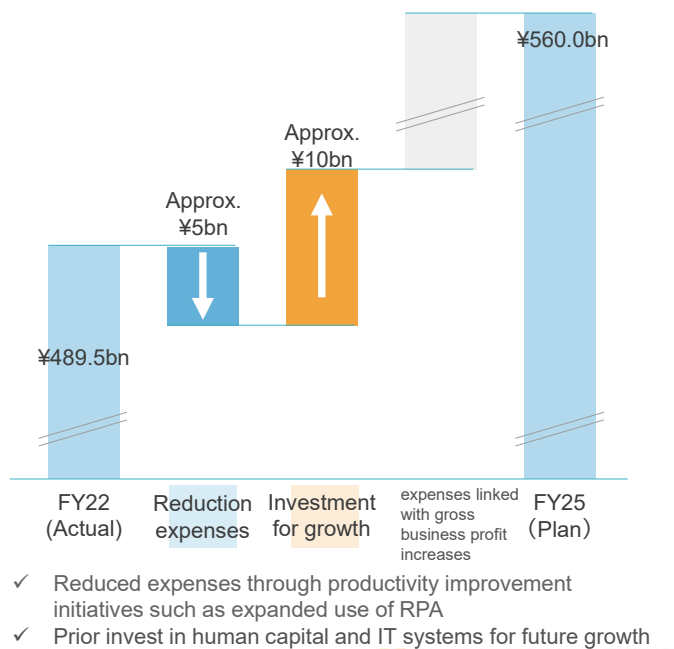 ¥560.0bn
Approx.
¥10bn
Approx.
¥5bn
¥489.5bn
FY22
(Actual)
Reduction
expenses
Investment
for growth
expenses linked
with gross
business profit
increases
FY25
（Plan）
✓ Reduced expenses through productivity improvement
initiatives such as expanded use of RPA
✓ Prior invest in human capital and IT systems for future growth